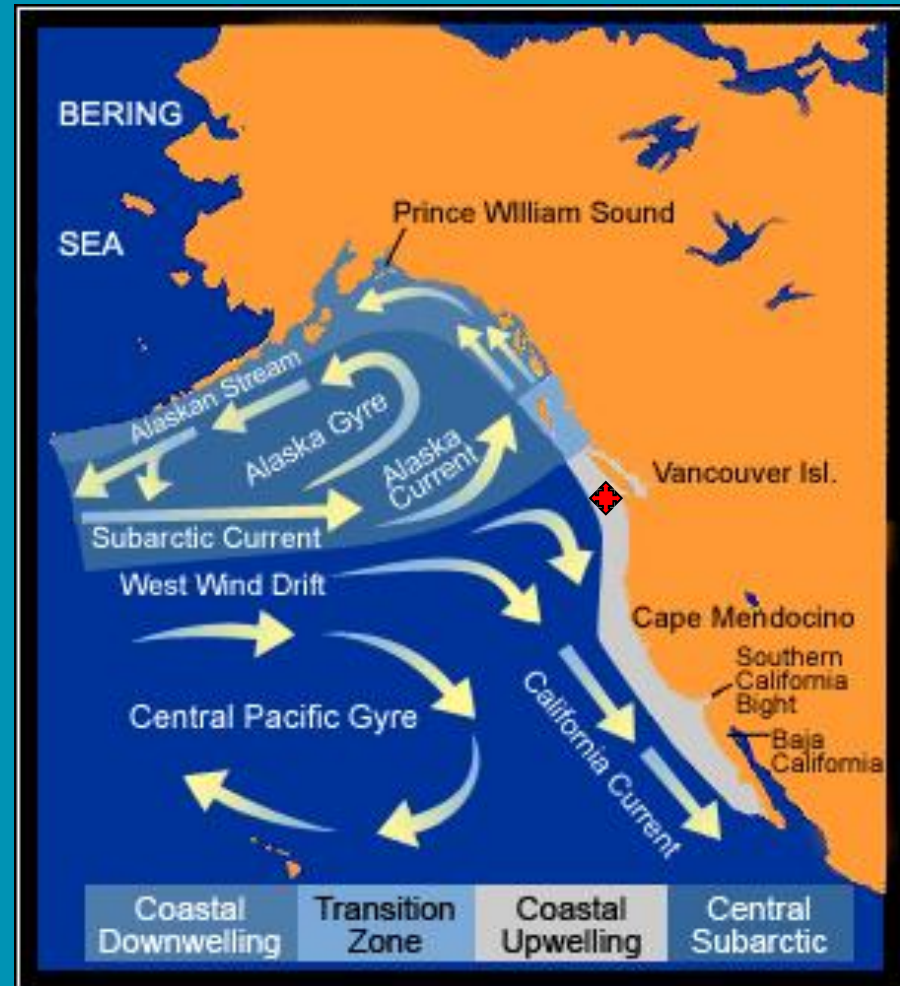 BERING
SEA
Prince WIlliam Sound
Alaskan Stream
Alaska Gyre
Alaska
Current
Vancouver Isl.
Subarctic Current
West Wind Drift
Cape Mendocino
Southern
California
Bight
Central Pacific Gyre
California Current
Baja
California
Coastal
Downwelling
Transition
Zone
Coastal
Upwelling
Central
Subarctic